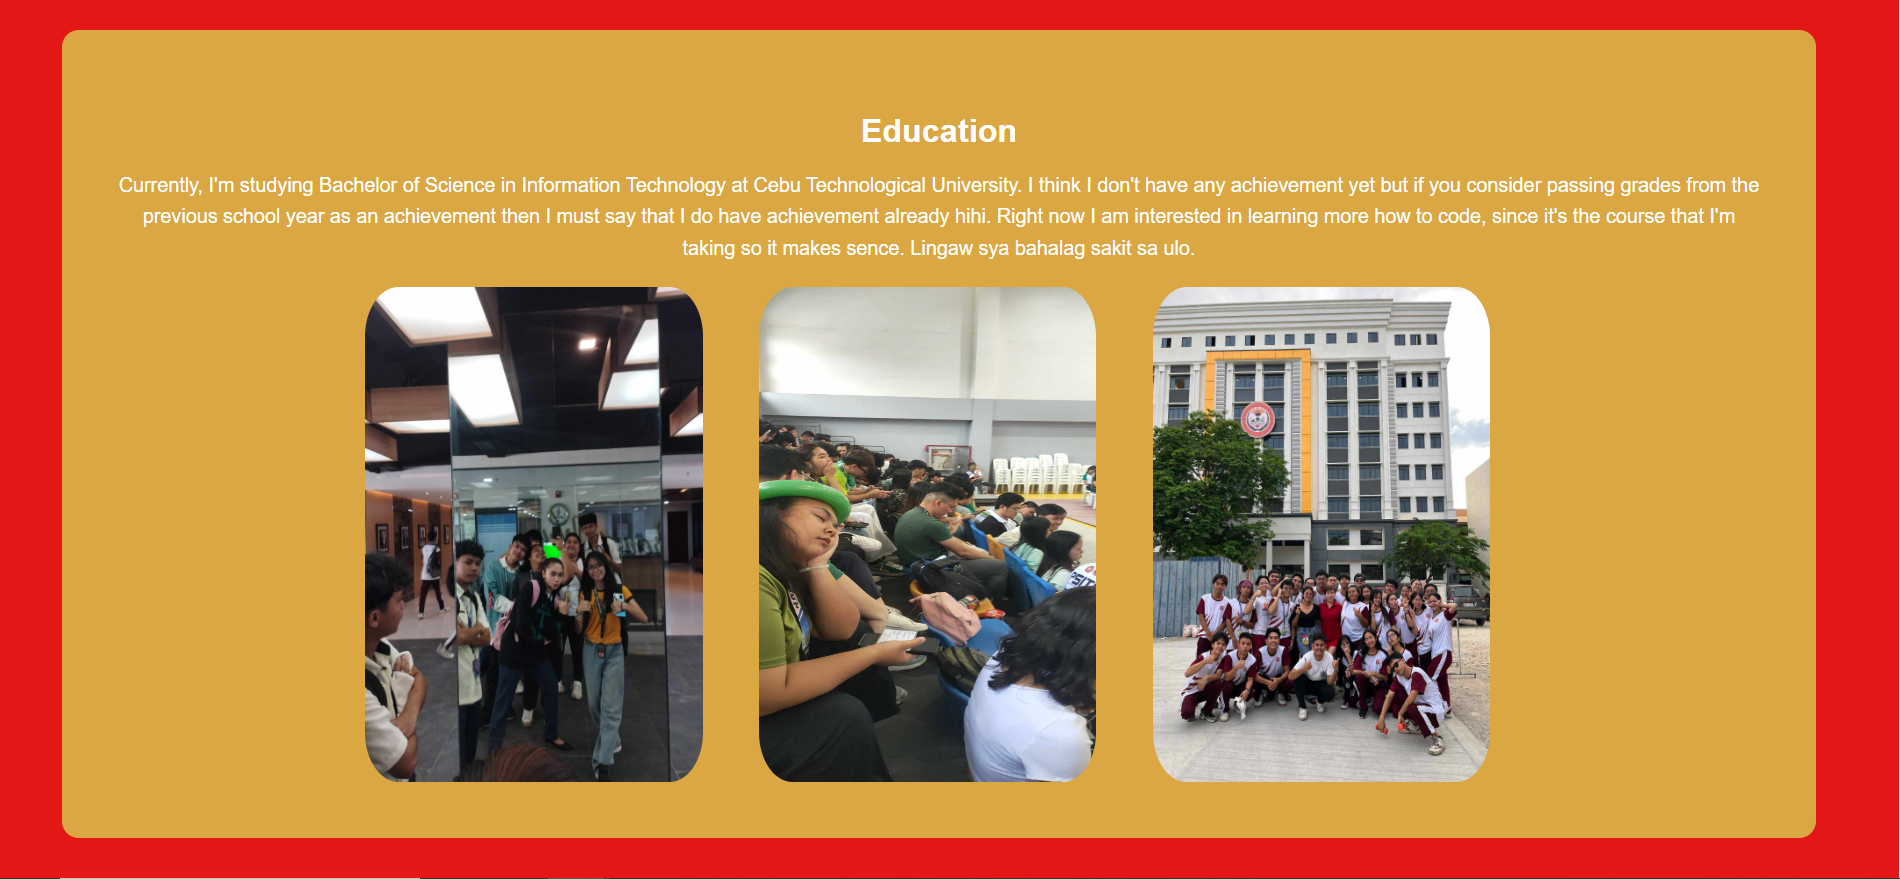 Education
Currently, I'm studying Bachelor of Science in Information Technology at Cebu Technological University. I think I don't have any achievement yet but if you consider passing grades from the
previous school year as an achievement then I must say that I do have achievement already hihi. Right now I am interested in learning more how to code, since it's the course that I'm
taking so it makes sence. Lingaw sya bahalag sakit sa ulo.